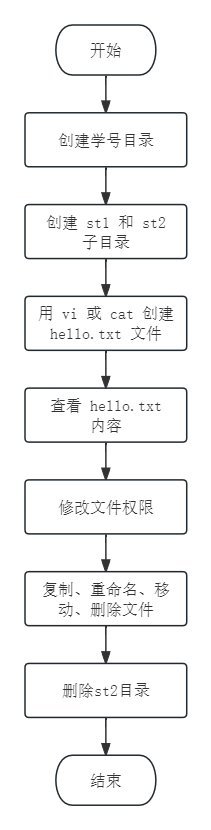 开始
创建学号目录
创建 st1 和 st2
子目录
用 vi 或 cat 创建
hello.txt 文件
查看 hello.txt
内容
修改文件权限
复制、重命名、移
动、删除文件
删除st2目录
结束